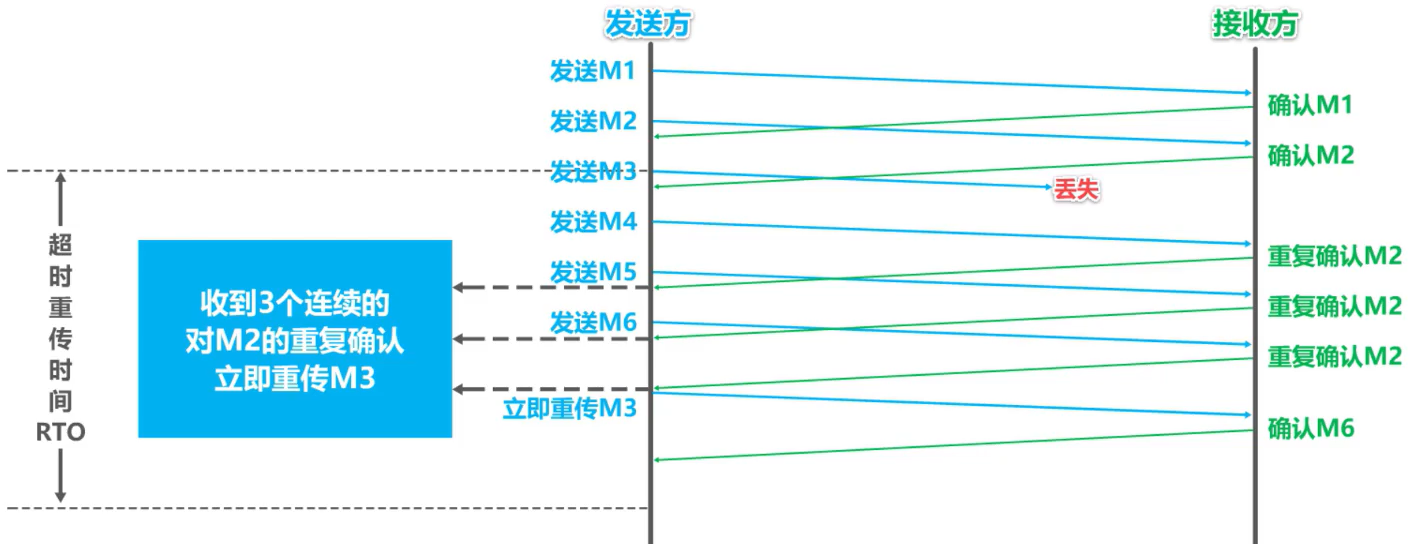 发送方
接收方
发送M1
确认M1
发送M2
确认M2
发送M3
丢失
发送M4
重复确认M2
发送M5
重复确认M2
发送M6
重复确认M2
立即重传M3
确认M6
超时重传时间
RTO
收到3个连续的
对M2的重复确认
立即重传M3